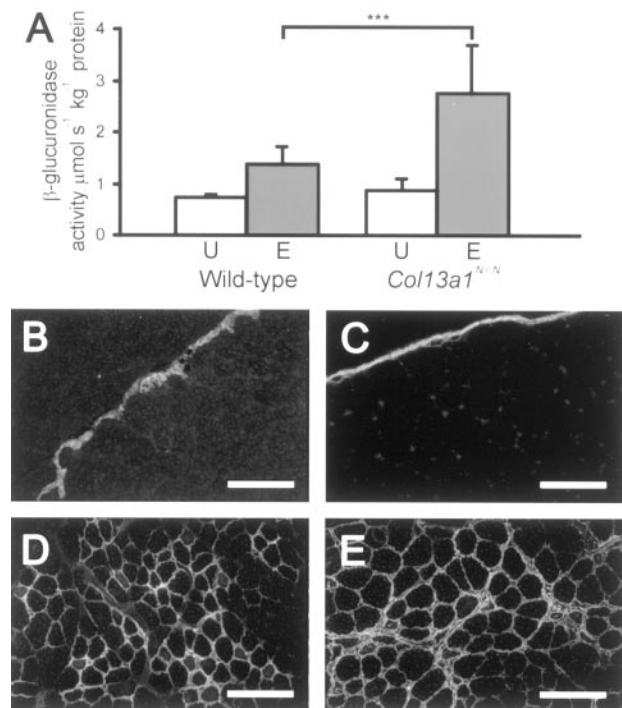 A
β-glucuronidase
activity μmol s⁻¹ kg⁻¹ protein
4
3
2
1
0
***
U E U E
Wild-type Col13a1ᴺ/ᴺ
B
C
D
E